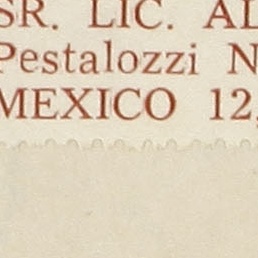 SR. LIC. AL
Pestalozzi N
MEXICO 12,